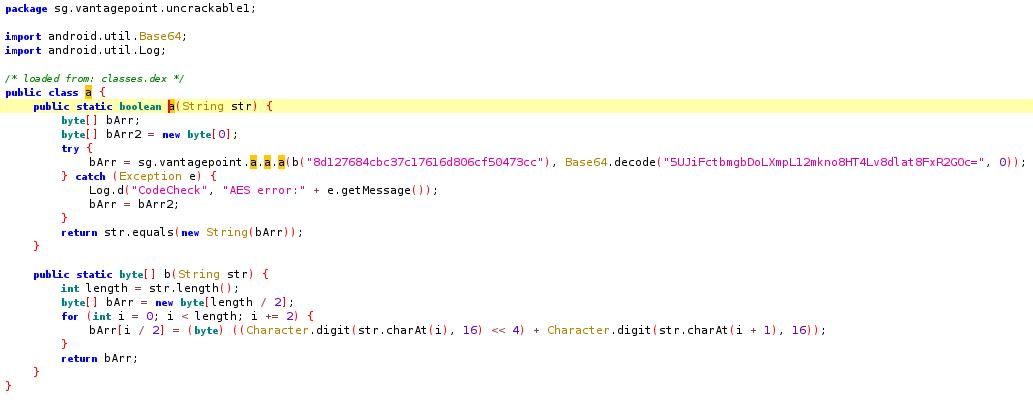 package sg.vantagepoint.uncrackable1;
import android.util.Base64;
import android.util.Log;
/* loaded from: classes.dex */
public class a {
public static boolean a(String str) {
byte[] bArr;
byte[] bArr2 = new byte[0];
try {
bArr = sg.vantagepoint.a.a.a(b("8d127684cbc37c17616d806cf50473cc"), Base64.decode("5UJiFctbmgbDoLXmpL12mkno8HT4Lv8dlat8FxR2GOc=", 0));
} catch (Exception e) {
Log.d("CodeCheck", "AES error:" + e.getMessage());
bArr = bArr2;
}
return str.equals(new String(bArr));
}
public static byte[] b(String str) {
int length = str.length();
byte[] bArr = new byte[length / 2];
for (int i = 0; i < length; i += 2) {
bArr[i / 2] = (byte) ((Character.digit(str.charAt(i), 16) << 4) + Character.digit(str.charAt(i + 1), 16));
}
return bArr;
}
}